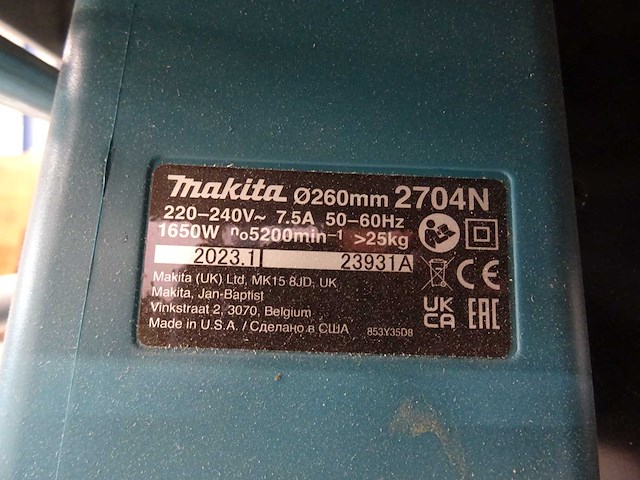 makita Ø260mm 2704N
220–240V~ 7.5A 50–60Hz
1650W n₀5200min⁻¹ >25kg
2023.1 23931A
Makita (UK) Ltd, MK15 8JD, UK
Makita, Jan-Baptist
Vinkstraat 2, 3070, Belgium
Made in U.S.A. / Сделано в США 853Y35D8
CE
UK
CA
EAC